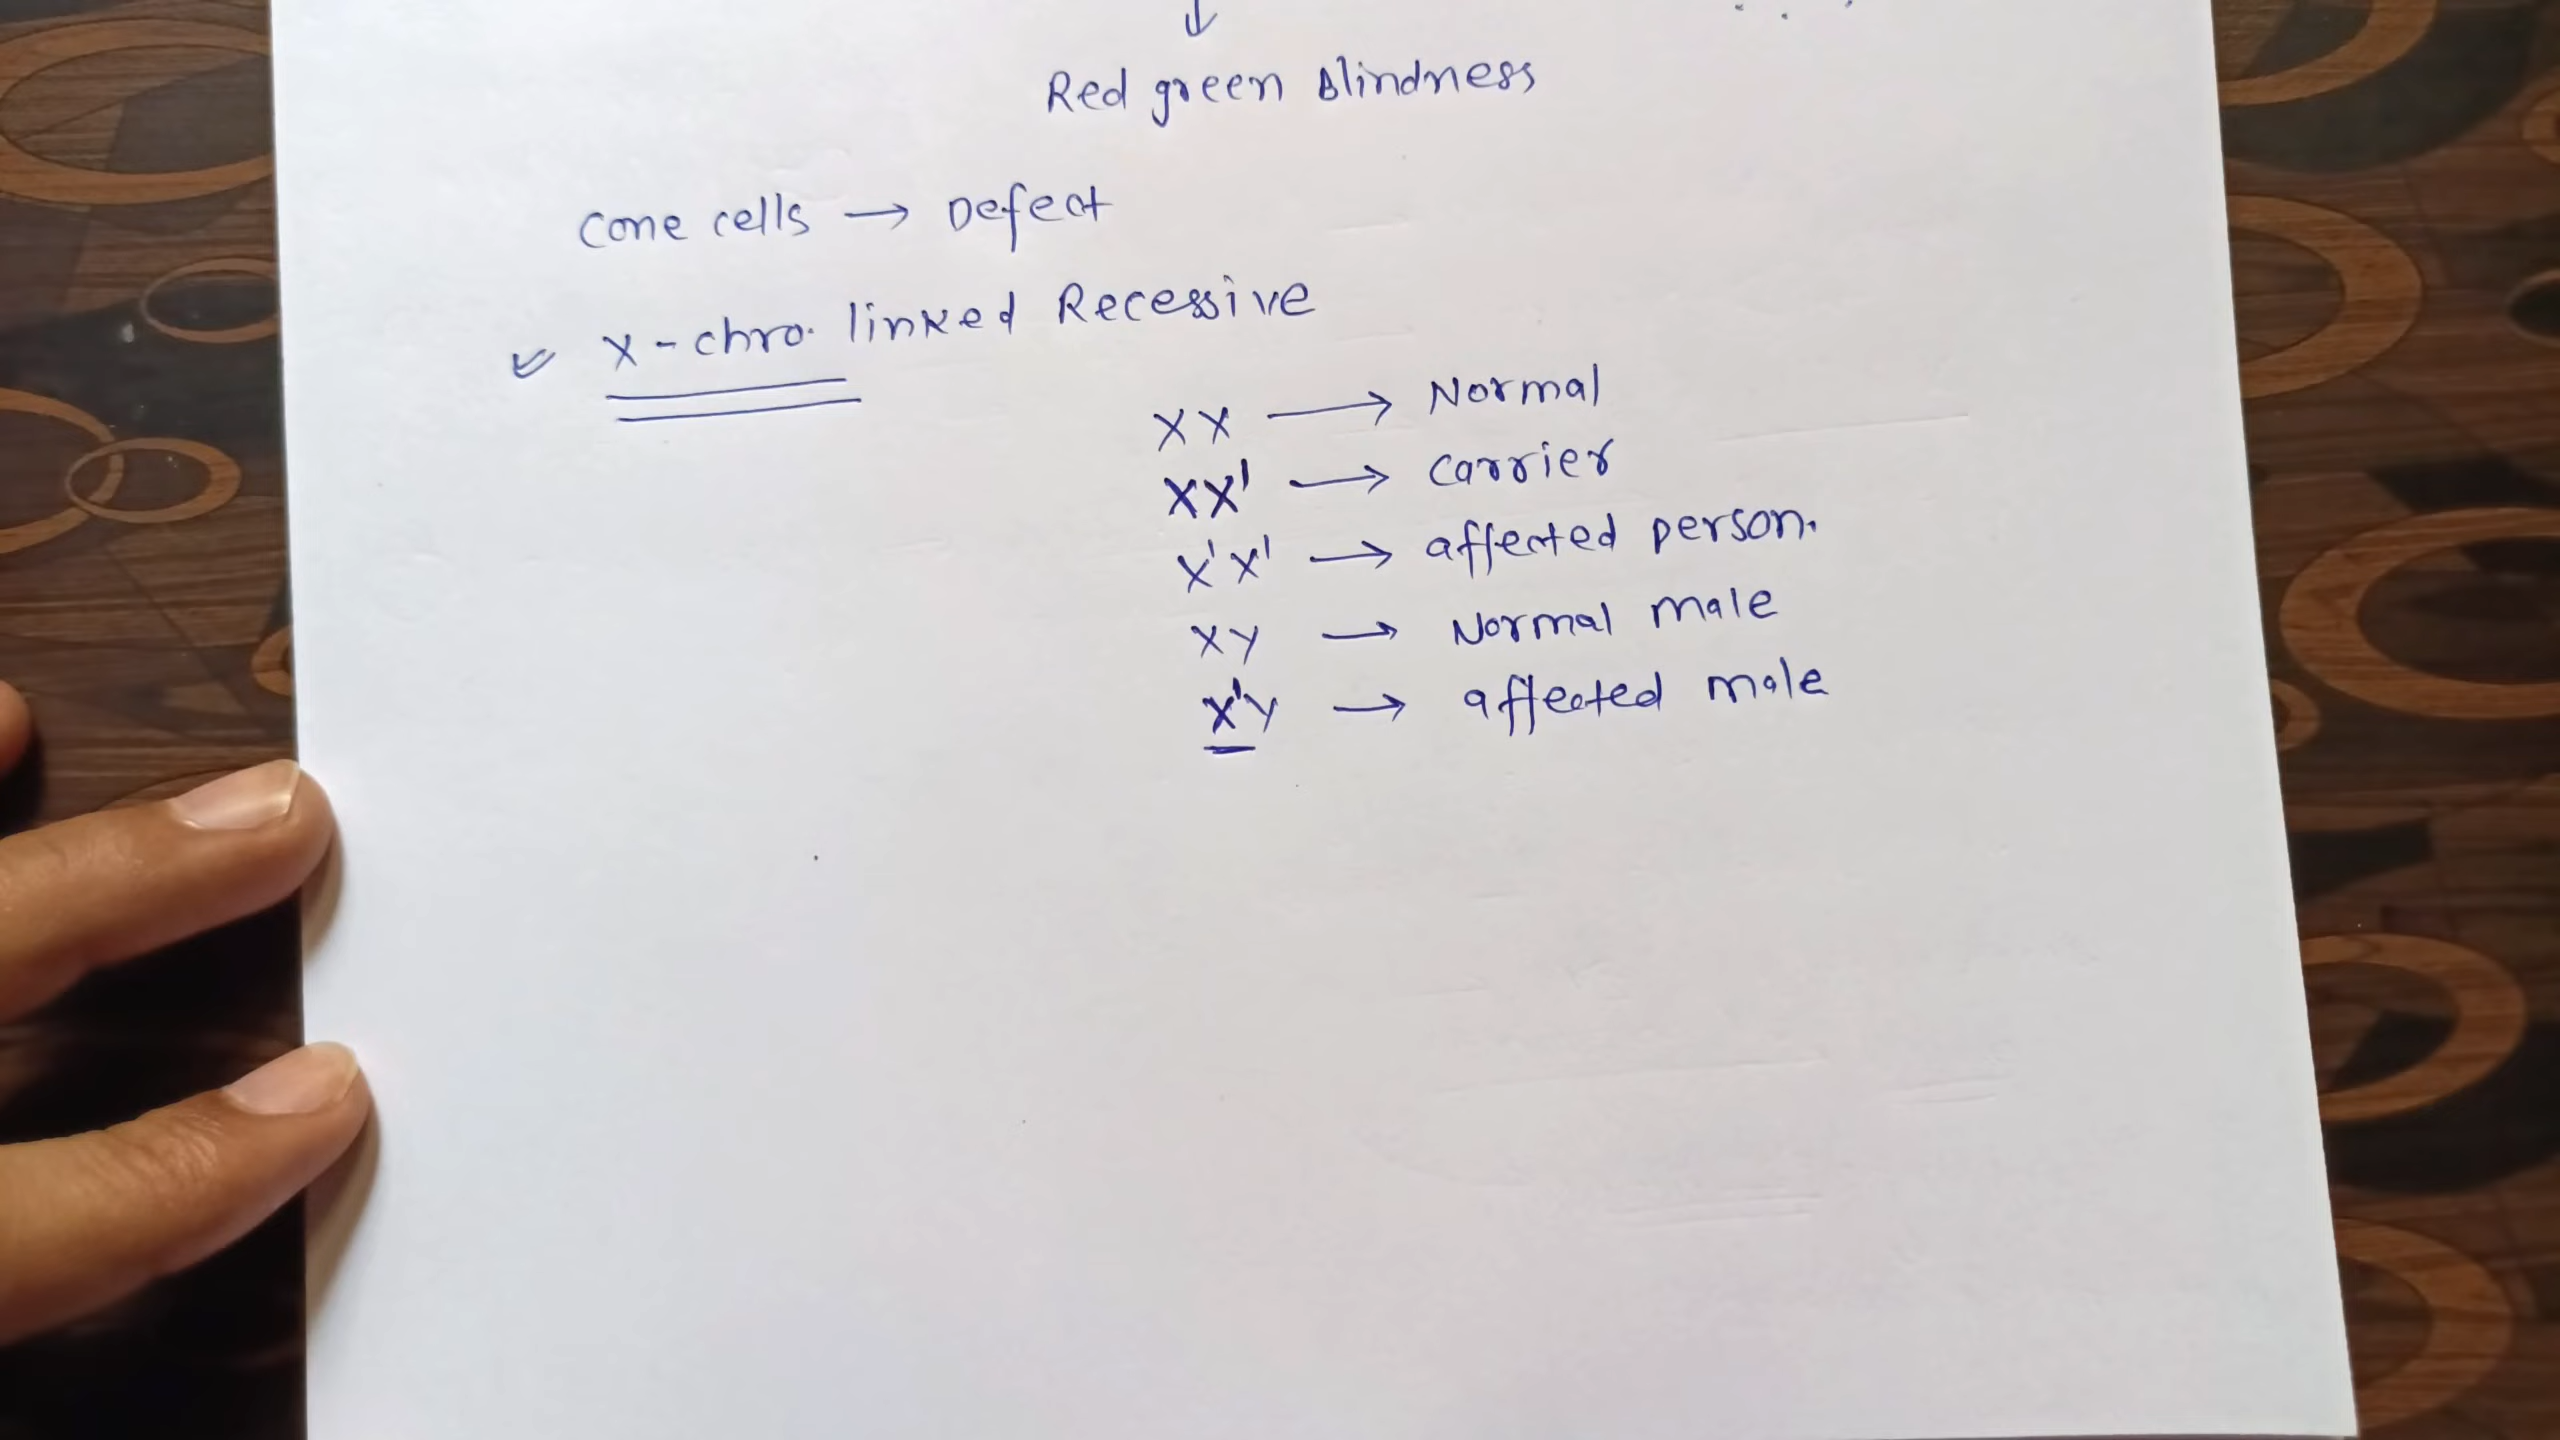 ↓
Red green Blindness
cone cells → Defect
✓ X-chro. linked Recessive
XX → Normal
XX' → carrier
X'X' → affected person.
XY → Normal male
X'Y → affected male